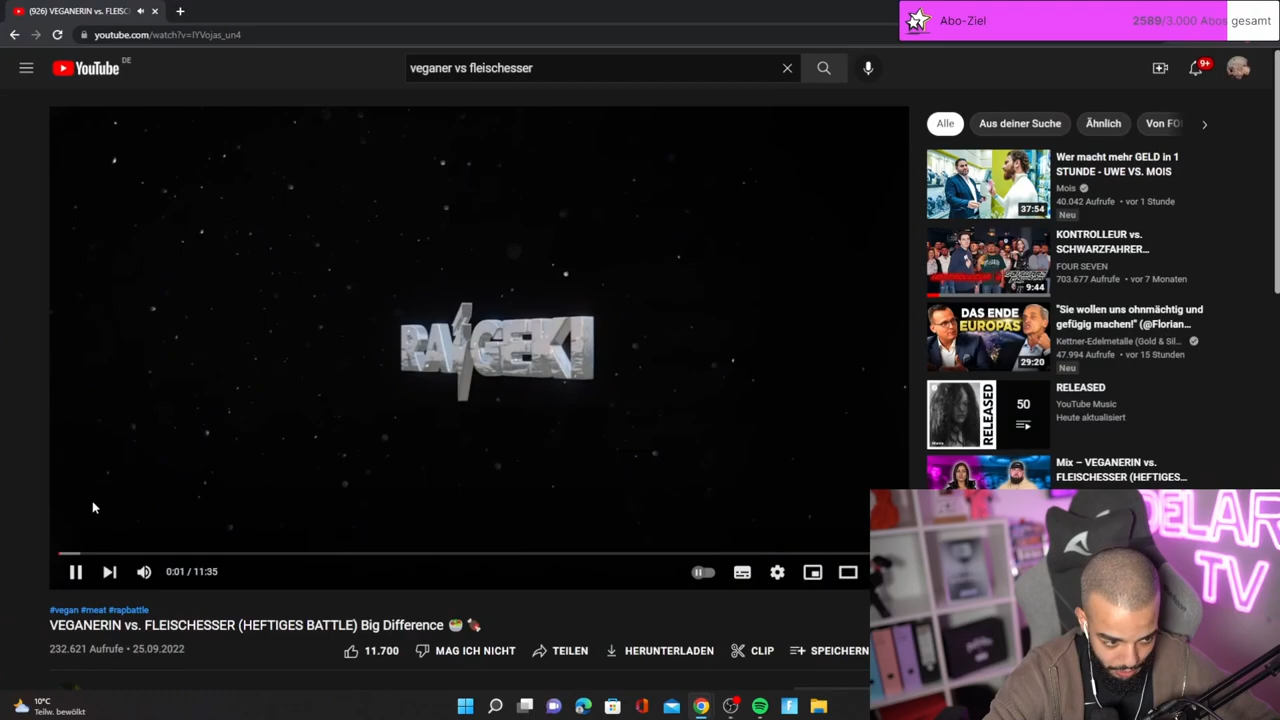 (926) VEGANERIN vs. FLEISC
Abo-Ziel
2589/3.000 Abos gesamt
youtube.com/watch?v=lYVojas_un4
YouTube DE
veganer vs fleischesser
9+
Alle
Aus deiner Suche
Ähnlich
Von FO
Wer macht mehr GELD in 1
STUNDE - UWE VS. MOIS
Mois
40.042 Aufrufe • vor 1 Stunde
Neu
37:54
KONTROLLEUR vs.
SCHWARZFAHRER...
FOUR SEVEN
703.677 Aufrufe • vor 7 Monaten
9:44
DAS ENDE
EUROPAS
29:20
"Sie wollen uns ohnmächtig und
gefügig machen!" (@Florian...
Kettner-Edelmetalle (Gold & Sil...
47.994 Aufrufe • vor 15 Stunden
Neu
RELEASED
50
RELEASED
YouTube Music
Heute aktualisiert
Mix – VEGANERIN vs.
FLEISCHESSER (HEFTIGES...
0:01 / 11:35
#vegan #meat #rapbattle
VEGANERIN vs. FLEISCHESSER (HEFTIGES BATTLE) Big Difference
232.621 Aufrufe • 25.09.2022
11.700
MAG ICH NICHT
TEILEN
HERUNTERLADEN
CLIP
SPEICHERN
DELAR
TV
10°C
Teilw. bewölkt